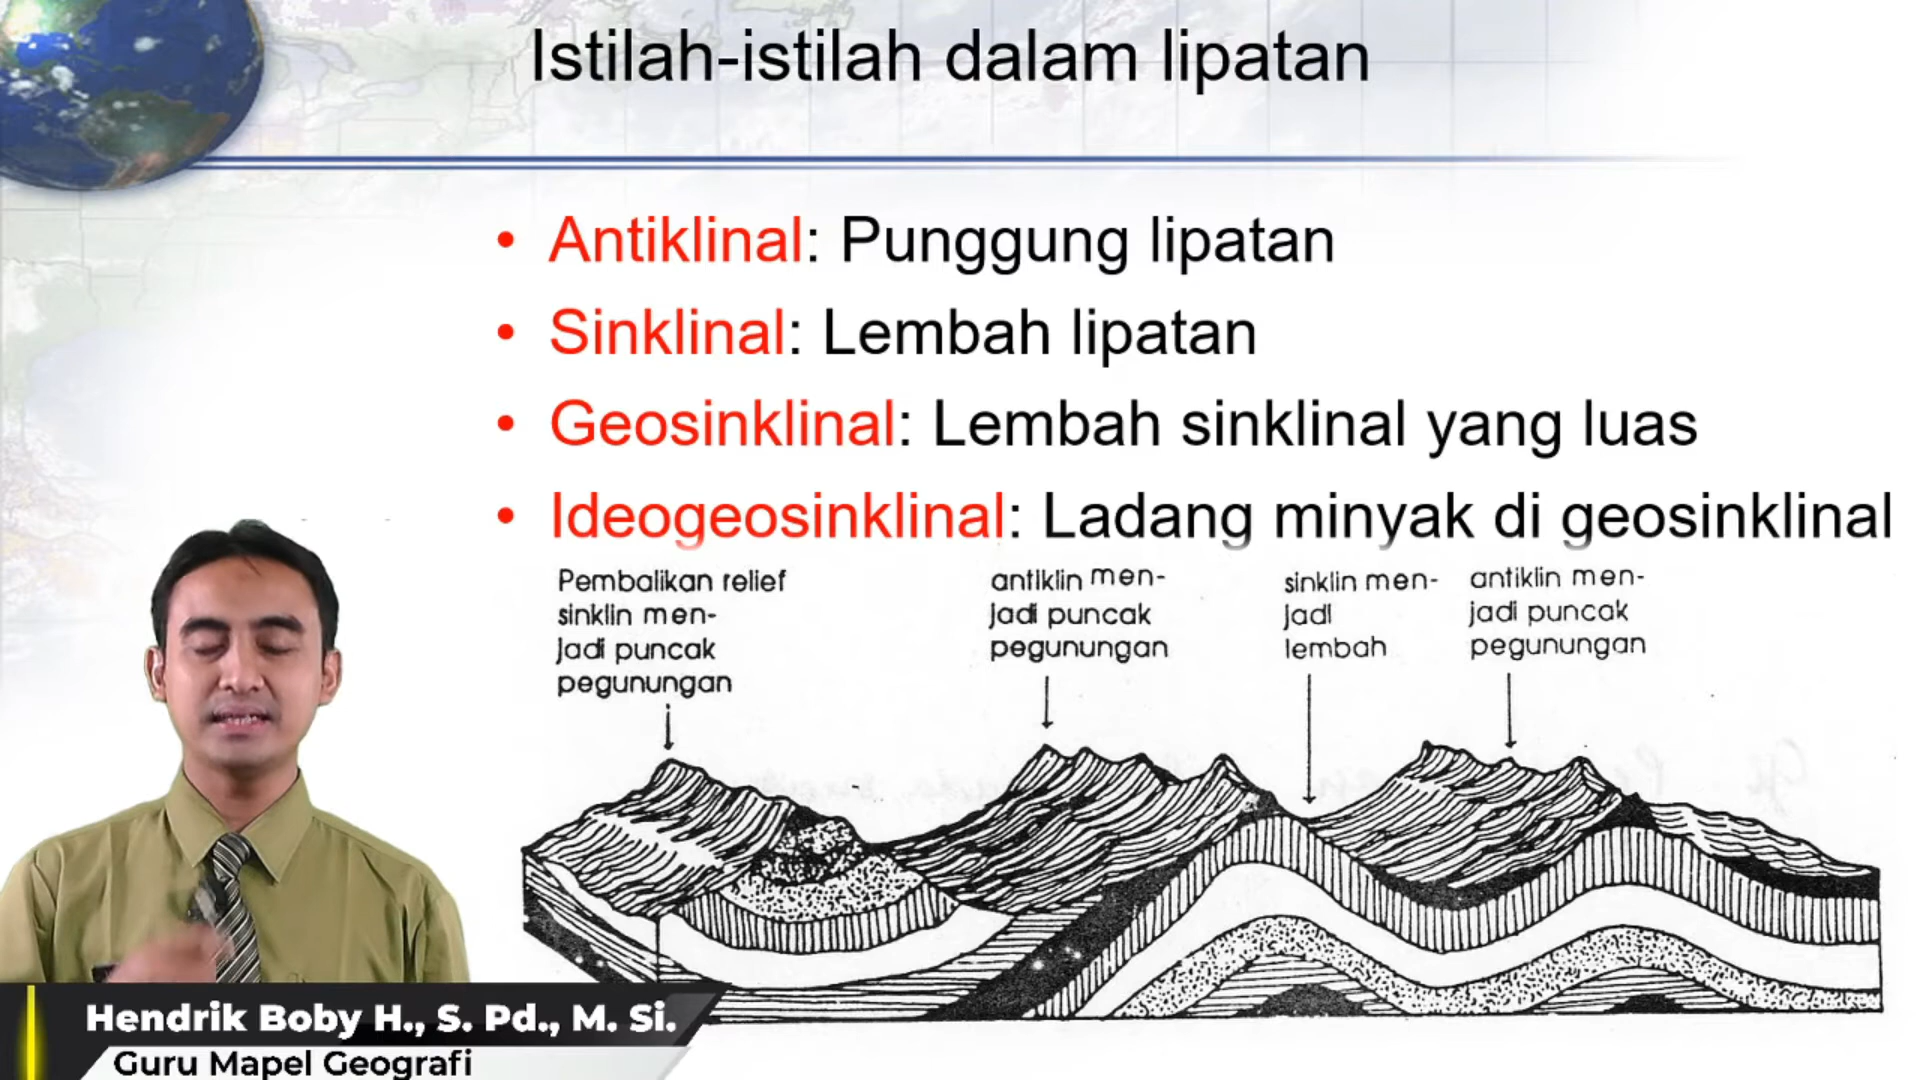 Istilah-istilah dalam lipatan
• Antiklinal: Punggung lipatan
• Sinklinal: Lembah lipatan
• Geosinklinal: Lembah sinklinal yang luas
• Ideogeosinklinal: Ladang minyak di geosinklinal
Pembalikan relief
sinklin men-
jadi puncak
pegunungan
antiklin men-
jadi puncak
pegunungan
sinklin men-
jadi
lembah
antiklin men-
jadi puncak
pegunungan
Hendrik Boby H., S. Pd., M. Si.
Guru Mapel Geografi